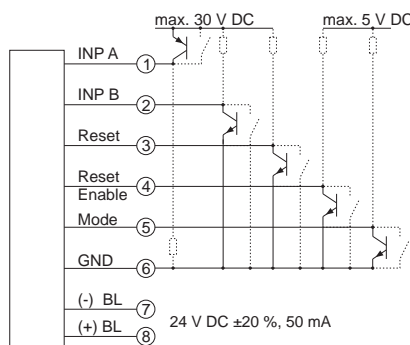 max. 30 V DC max. 5 V DC
INP A 1
INP B 2
Reset 3
Reset
Enable 4
Mode 5
GND 6
(-) BL 7
(+) BL 8
24 V DC ±20 %, 50 mA